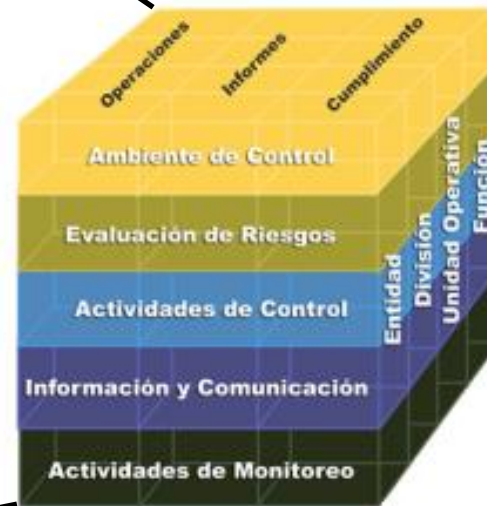 Operaciones
Informes
Cumplimiento
Ambiente de Control
Evaluación de Riesgos
Actividades de Control
Información y Comunicación
Actividades de Monitoreo
Entidad
División
Unidad Operativa
Función